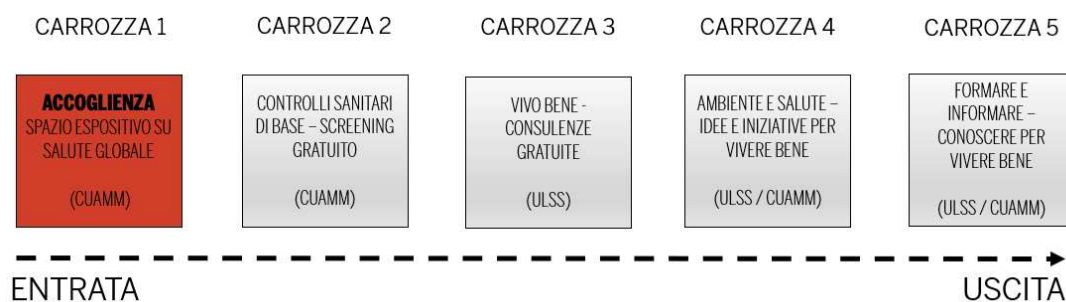 CARROZZA 1
CARROZZA 2
CARROZZA 3
CARROZZA 4
CARROZZA 5
ACCOGLIENZA
SPAZIO ESPOSITIVO SU
SALUTE GLOBALE
(CUAMM)
CONTROLLI SANITARI
DI BASE – SCREENING
GRATUITO
(CUAMM)
VIVO BENE -
CONSULENZE
GRATUITE
(ULSS)
AMBIENTE E SALUTE –
IDEE E INIZIATIVE PER
VIVERE BENE
(ULSS / CUAMM)
FORMARE E
INFORMARE –
CONOSCERE PER
VIVERE BENE
(ULSS / CUAMM)
ENTRATA
USCITA